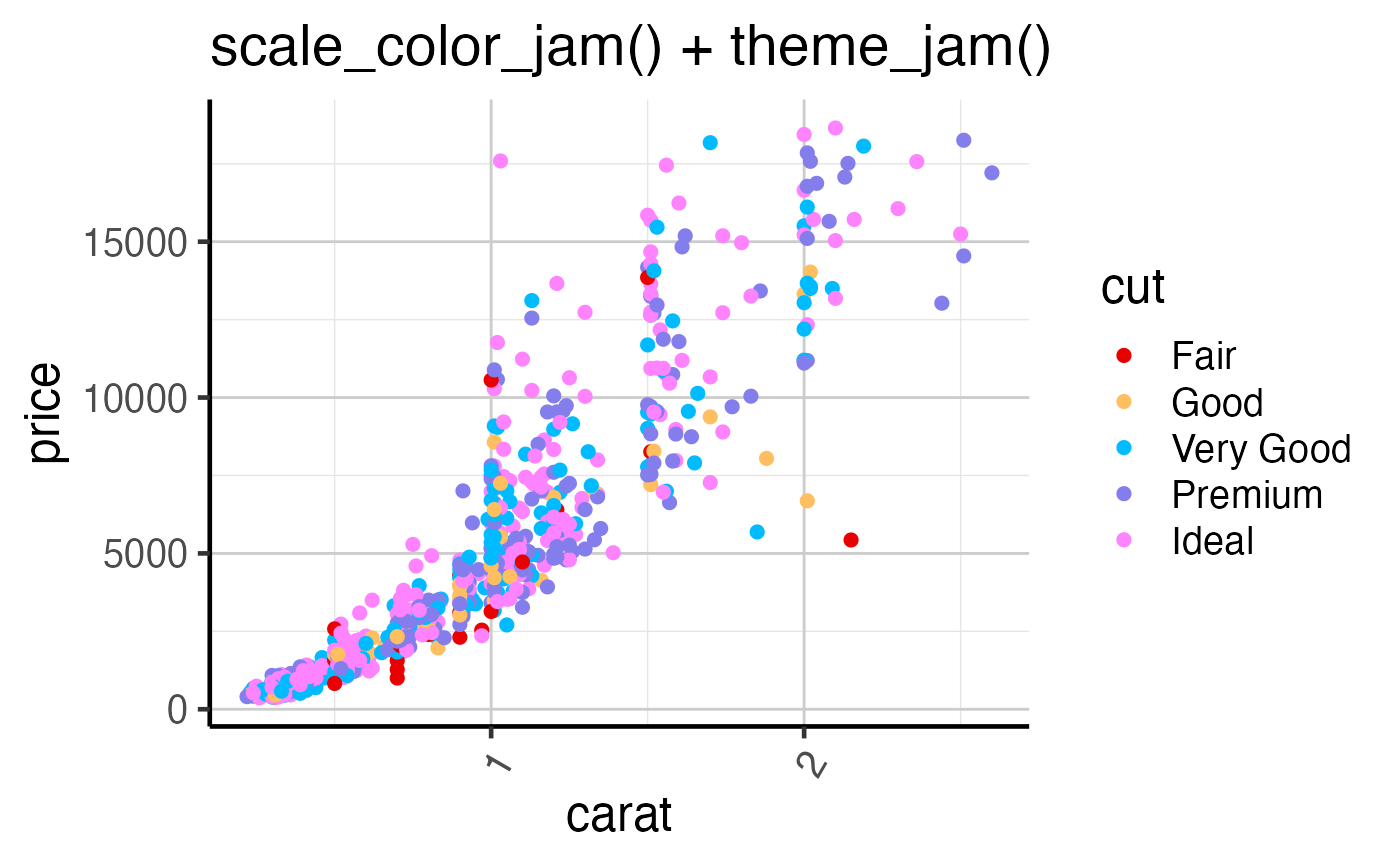 scale_color_jam() + theme_jam()
price
15000
10000
5000
0
1
2
carat
cut
Fair
Good
Very Good
Premium
Ideal